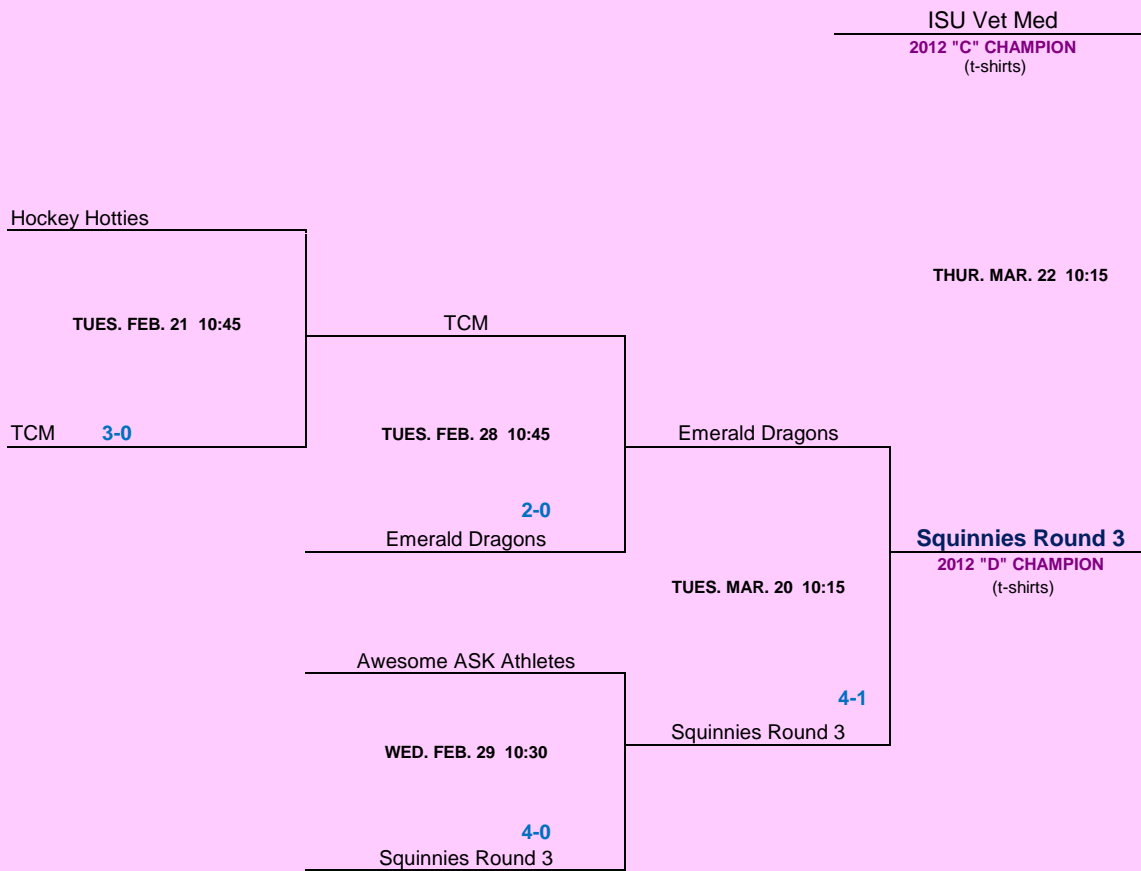 ISU Vet Med
2012 "C" CHAMPION
(t-shirts)
Hockey Hotties
THUR. MAR. 22 10:15
TUES. FEB. 21 10:45
TCM
TCM 3-0
TUES. FEB. 28 10:45
Emerald Dragons
2-0
Emerald Dragons
Squinnies Round 3
2012 "D" CHAMPION
(t-shirts)
TUES. MAR. 20 10:15
Awesome ASK Athletes
4-1
Squinnies Round 3
WED. FEB. 29 10:30
4-0
Squinnies Round 3